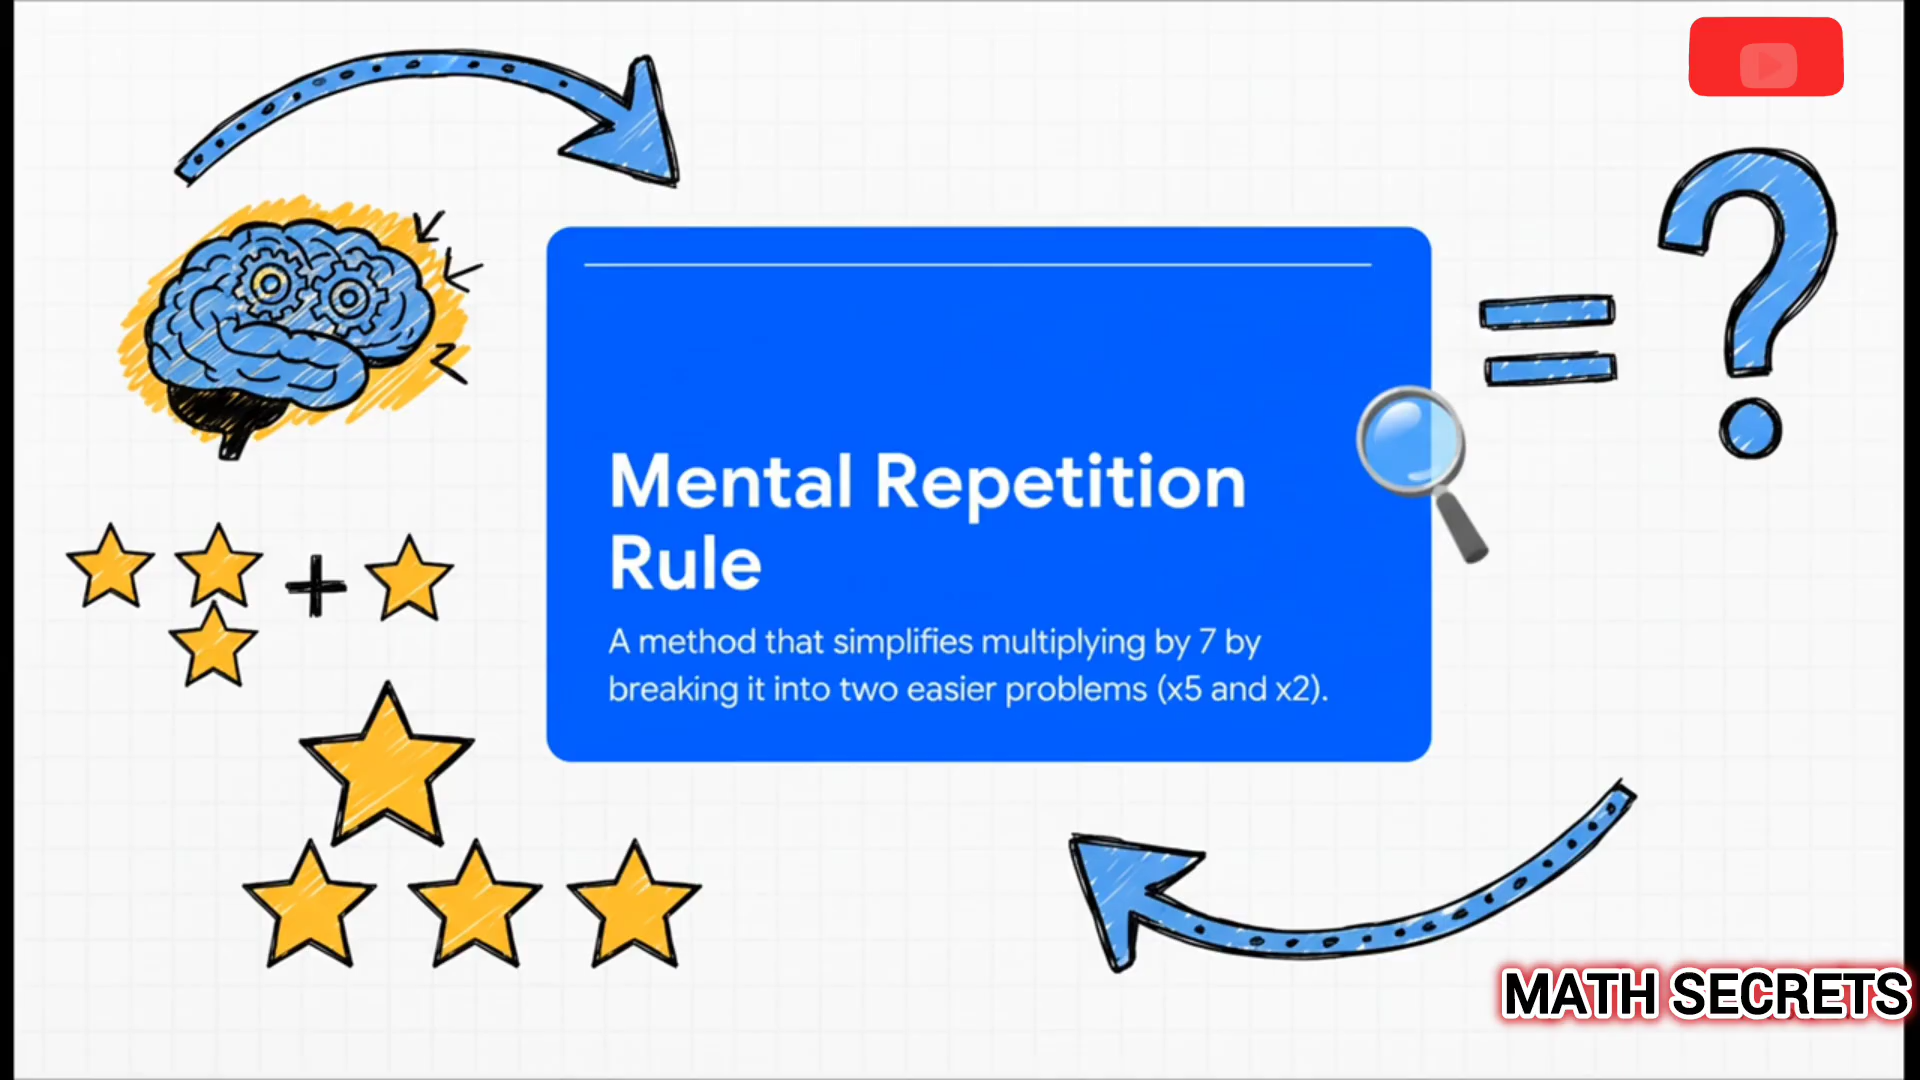 Mental Repetition
Rule
A method that simplifies multiplying by 7 by
breaking it into two easier problems (x5 and x2).
MATH SECRETS